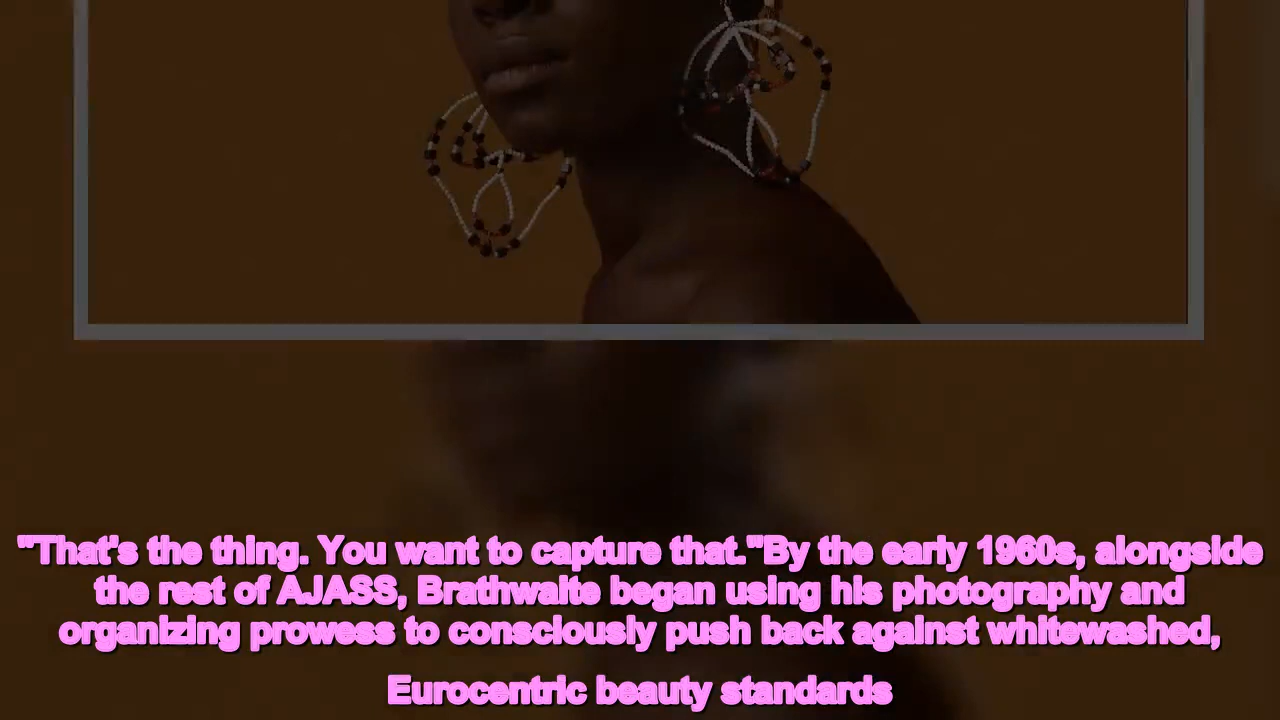 "That's the thing. You want to capture that."By the early 1960s, alongside
the rest of AJASS, Brathwaite began using his photography and
organizing prowess to consciously push back against whitewashed,
Eurocentric beauty standards